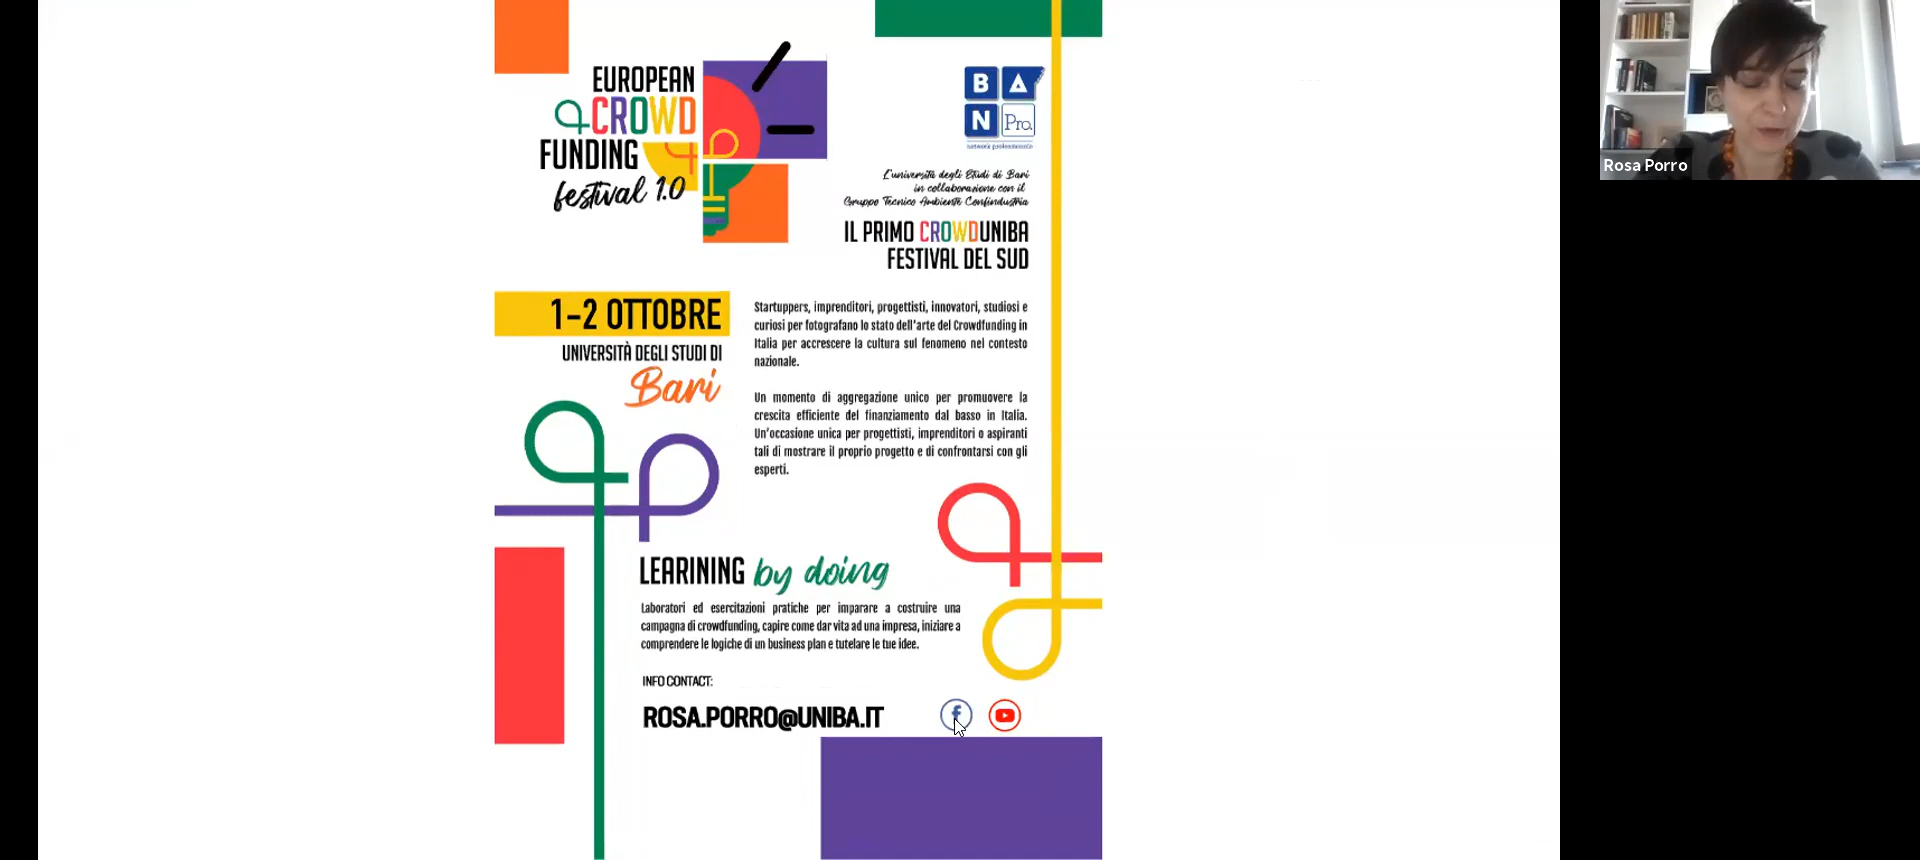 EUROPEAN
CROWD
FUNDING
festival 1.0
B A
N Pro.
network professionale
L'università degli Studi di Bari
in collaborazione con il
Gruppo Tecnico Ambiente Confindustria
IL PRIMO CROWDUNIBA
FESTIVAL DEL SUD
1-2 OTTOBRE
UNIVERSITÀ DEGLI STUDI DI
Bari
Startuppers, imprenditori, progettisti, innovatori, studiosi e
curiosi per fotografano lo stato dell'arte del Crowdfunding in
Italia per accrescere la cultura sul fenomeno nel contesto
nazionale.
Un momento di aggregazione unico per promuovere la
crescita efficiente del finanziamento dal basso in Italia.
Un'occasione unica per progettisti, imprenditori o aspiranti
tali di mostrare il proprio progetto e di confrontarsi con gli
esperti.
LEARINING by doing
Laboratori ed esercitazioni pratiche per imparare a costruire una
campagna di crowdfunding, capire come dar vita ad una impresa, iniziare a
comprendere le logiche di un business plan e tutelare le tue idee.
INFO CONTACT:
ROSA.PORRO@UNIBA.IT
Rosa Porro